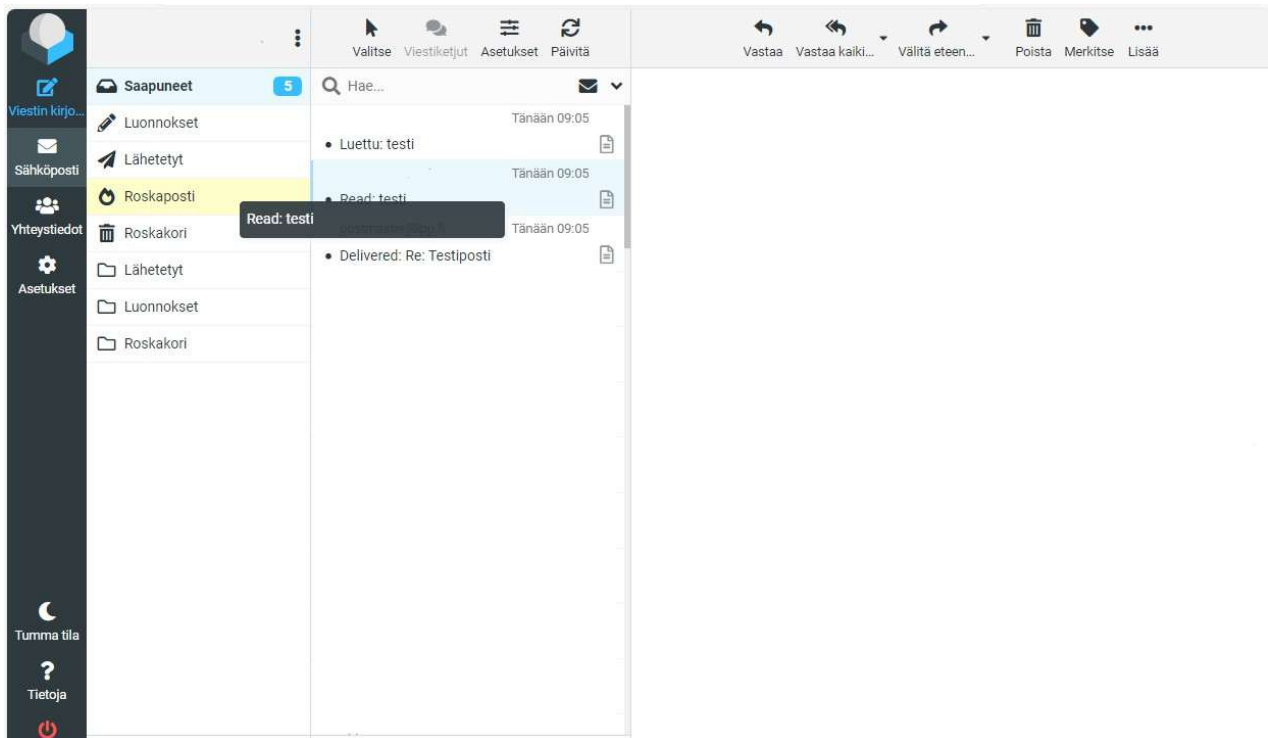 Valitse Viestiketjut Asetukset Päivitä
Vastaa Vastaa kaiki... Välitä eteen... Poista Merkitse Lisää
Viestin kirjo...
Sähköposti
Yhteystiedot
Asetukset
Tumma tila
Tietoja
Saapuneet 5
Luonnokset
Lähetetyt
Roskaposti
Roskakori
Lähetetyt
Luonnokset
Roskakori
Hae...
Tänään 09:05
Luettu: testi
Tänään 09:05
Read: testi
Read: testi
Tänään 09:05
Delivered: Re: Testiposti